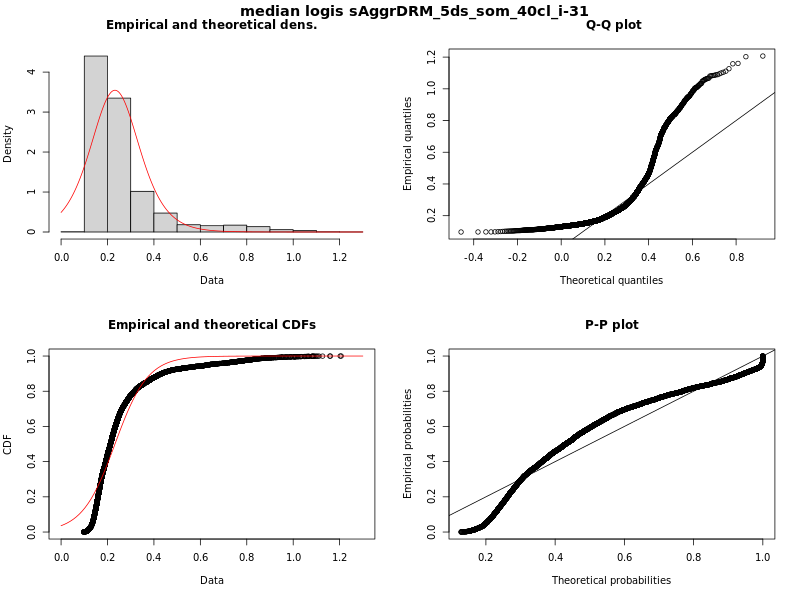 median logis sAggrDRM_5ds_som_40cl_i-31
Empirical and theoretical dens.
Density
0 1 2 3 4
0.0 0.2 0.4 0.6 0.8 1.0 1.2
Data
Q-Q plot
Empirical quantiles
0.2 0.4 0.6 0.8 1.0 1.2
-0.4 -0.2 0.0 0.2 0.4 0.6 0.8
Theoretical quantiles
Empirical and theoretical CDFs
CDF
0.0 0.2 0.4 0.6 0.8 1.0
0.0 0.2 0.4 0.6 0.8 1.0 1.2
Data
P-P plot
Empirical probabilities
0.0 0.2 0.4 0.6 0.8 1.0
0.2 0.4 0.6 0.8 1.0
Theoretical probabilities